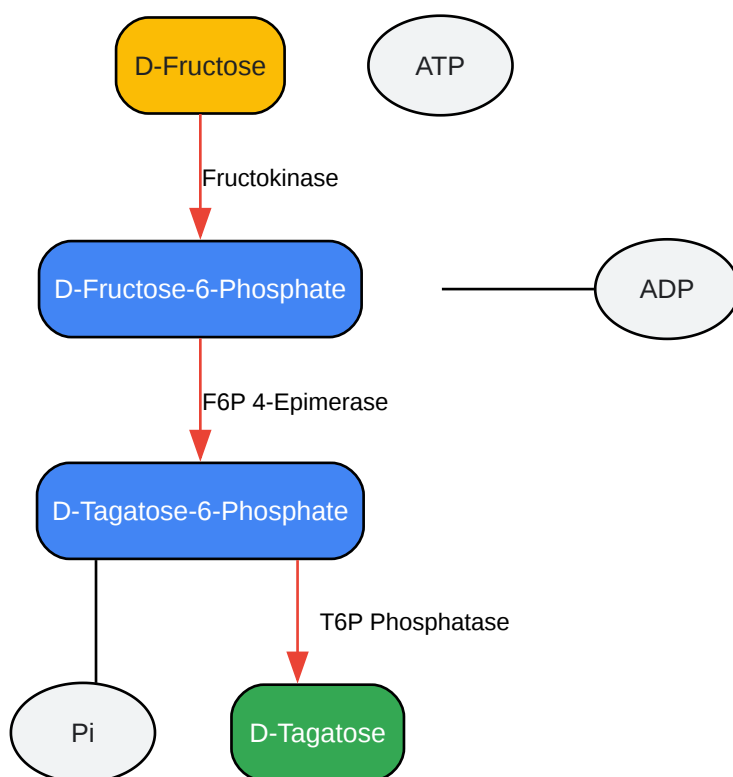 D-Fructose
ATP
Fructokinase
D-Fructose-6-Phosphate
ADP
F6P 4-Epimerase
D-Tagatose-6-Phosphate
T6P Phosphatase
Pi
D-Tagatose